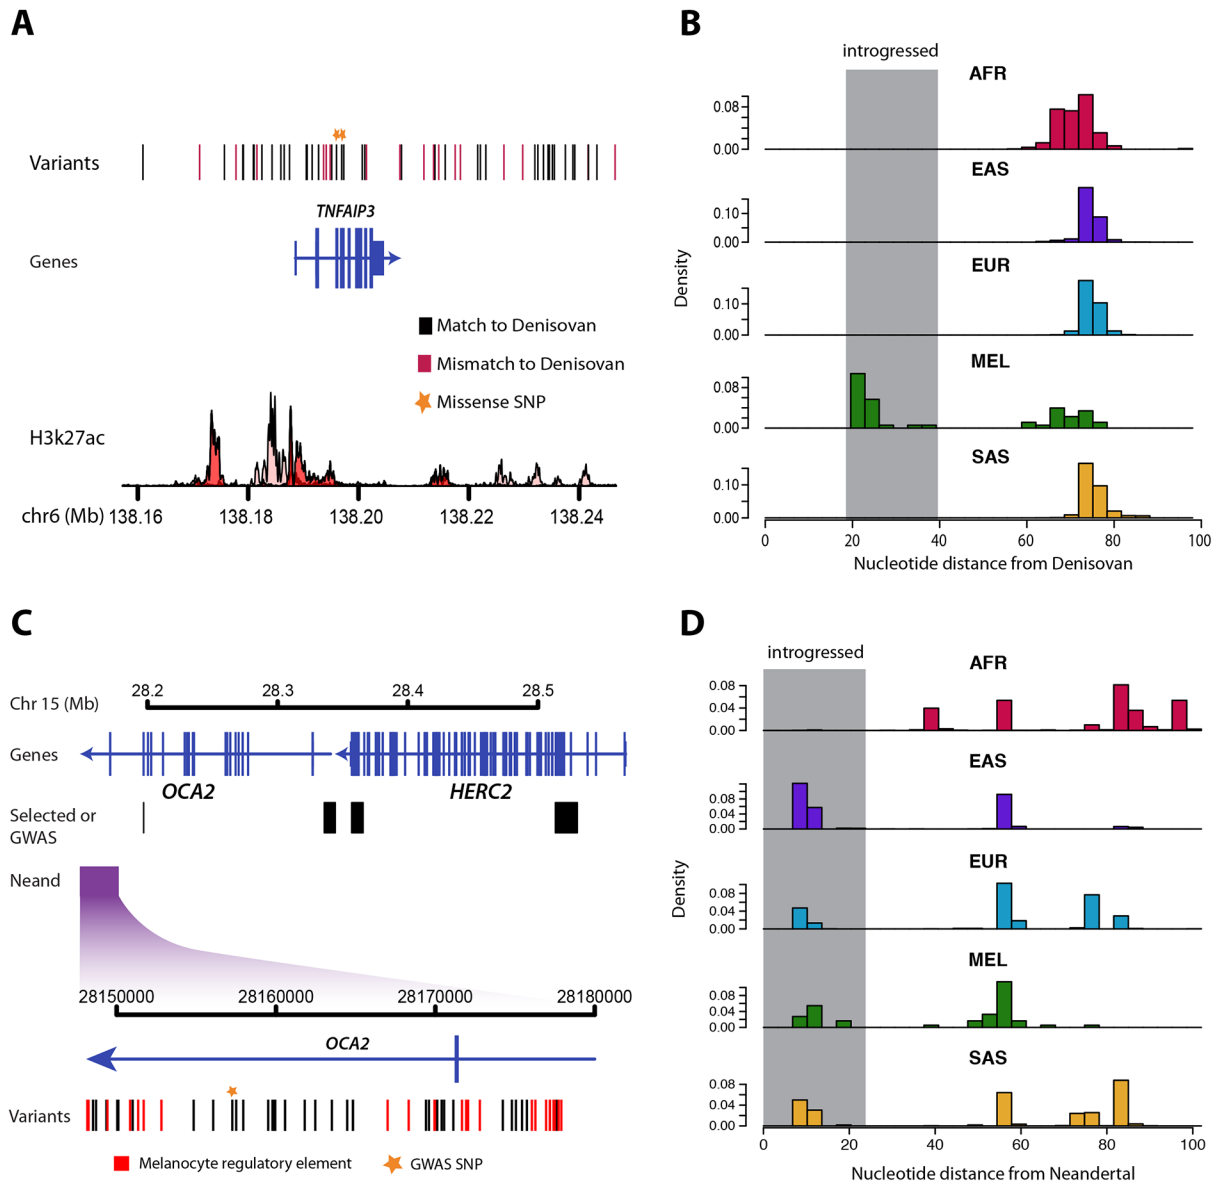 A
Variants
TNFAIP3
Genes
Match to Denisovan
Mismatch to Denisovan
Missense SNP
H3k27ac
chr6 (Mb)
138.16 138.18 138.20 138.22 138.24
B
introgressed
AFR
0.08
0.00
EAS
0.10
0.00
EUR
0.10
0.00
MEL
0.08
0.00
SAS
0.10
0.00
Density
0 20 40 60 80 100
Nucleotide distance from Denisovan
C
Chr 15 (Mb)
28.2 28.3 28.4 28.5
Genes
OCA2 HERC2
Selected or
GWAS
Neand
28150000 28160000 28170000 28180000
OCA2
Variants
Melanocyte regulatory element
GWAS SNP
D
introgressed
AFR
0.08
0.04
0.00
EAS
0.08
0.04
0.00
EUR
0.08
0.04
0.00
MEL
0.08
0.04
0.00
SAS
0.08
0.04
0.00
Density
0 20 40 60 80 100
Nucleotide distance from Neandertal